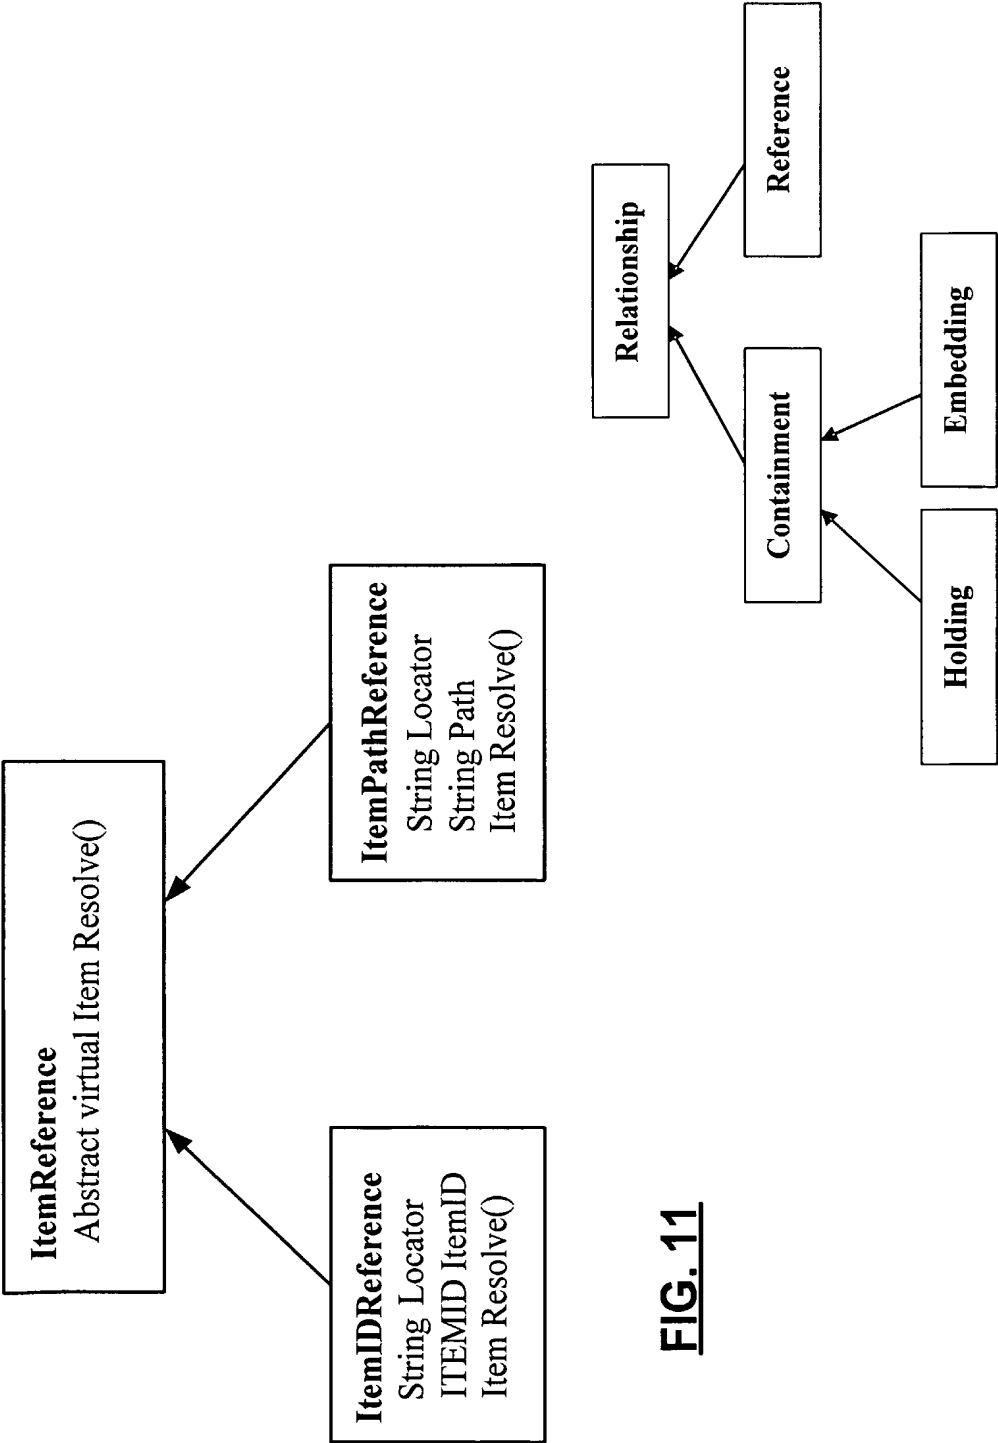 ItemReference
Abstract virtual Item Resolve()
ItemIDReference
String Locator
ITEMID ItemID
Item Resolve()
ItemPathReference
String Locator
String Path
Item Resolve()
Relationship
Containment
Reference
Holding
Embedding
FIG. 11